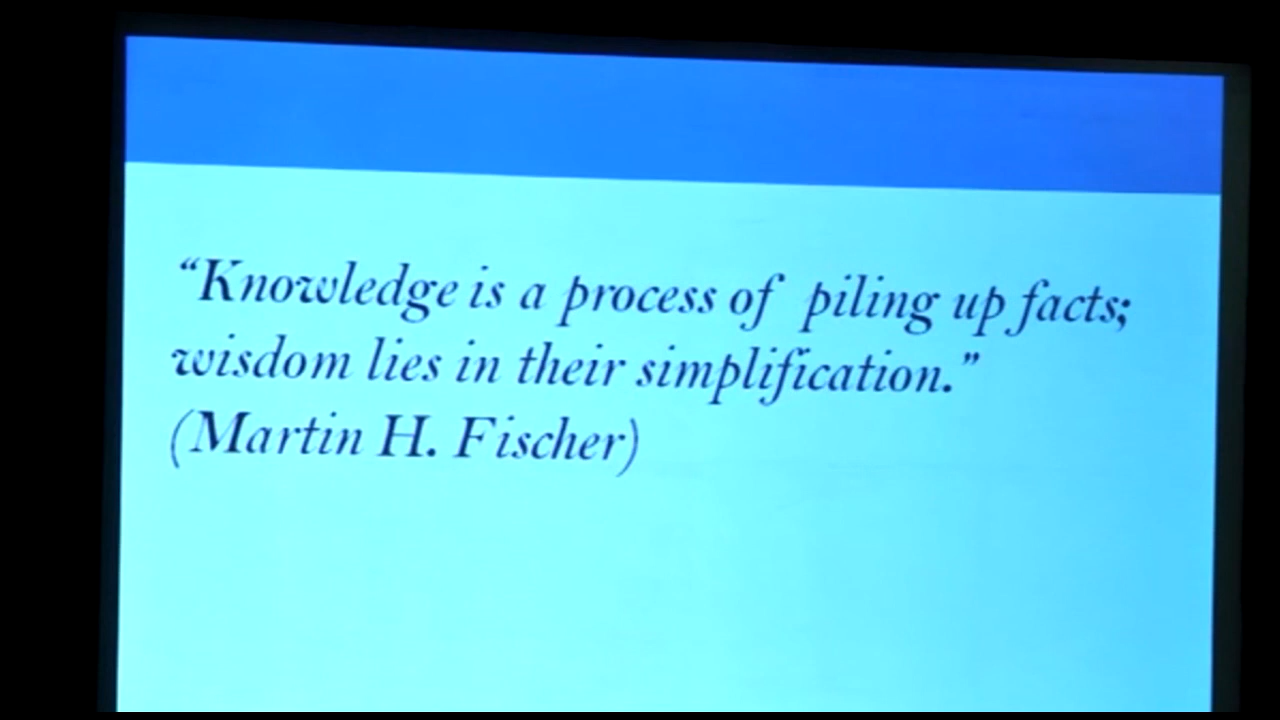 “Knowledge is a process of piling up facts;
wisdom lies in their simplification.”
(Martin H. Fischer)